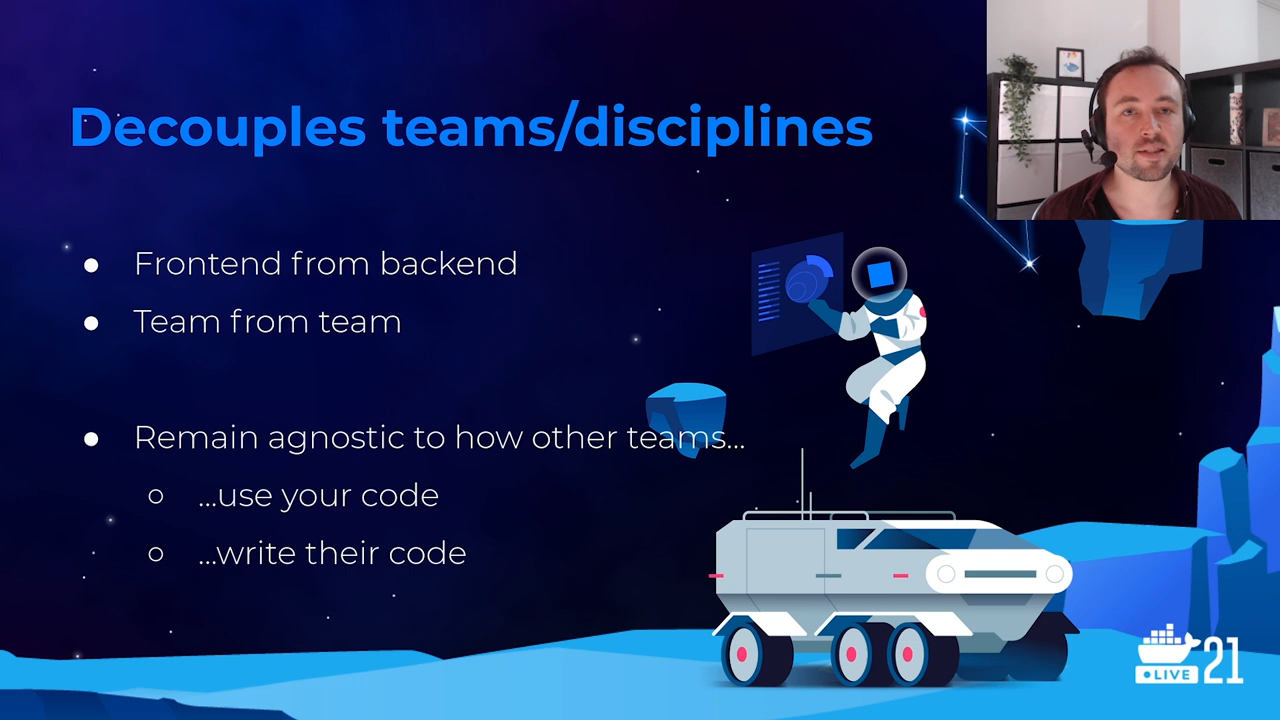 Decouples teams/disciplines
● Frontend from backend
● Team from team
● Remain agnostic to how other teams...
○ ...use your code
○ ...write their code
LIVE 21